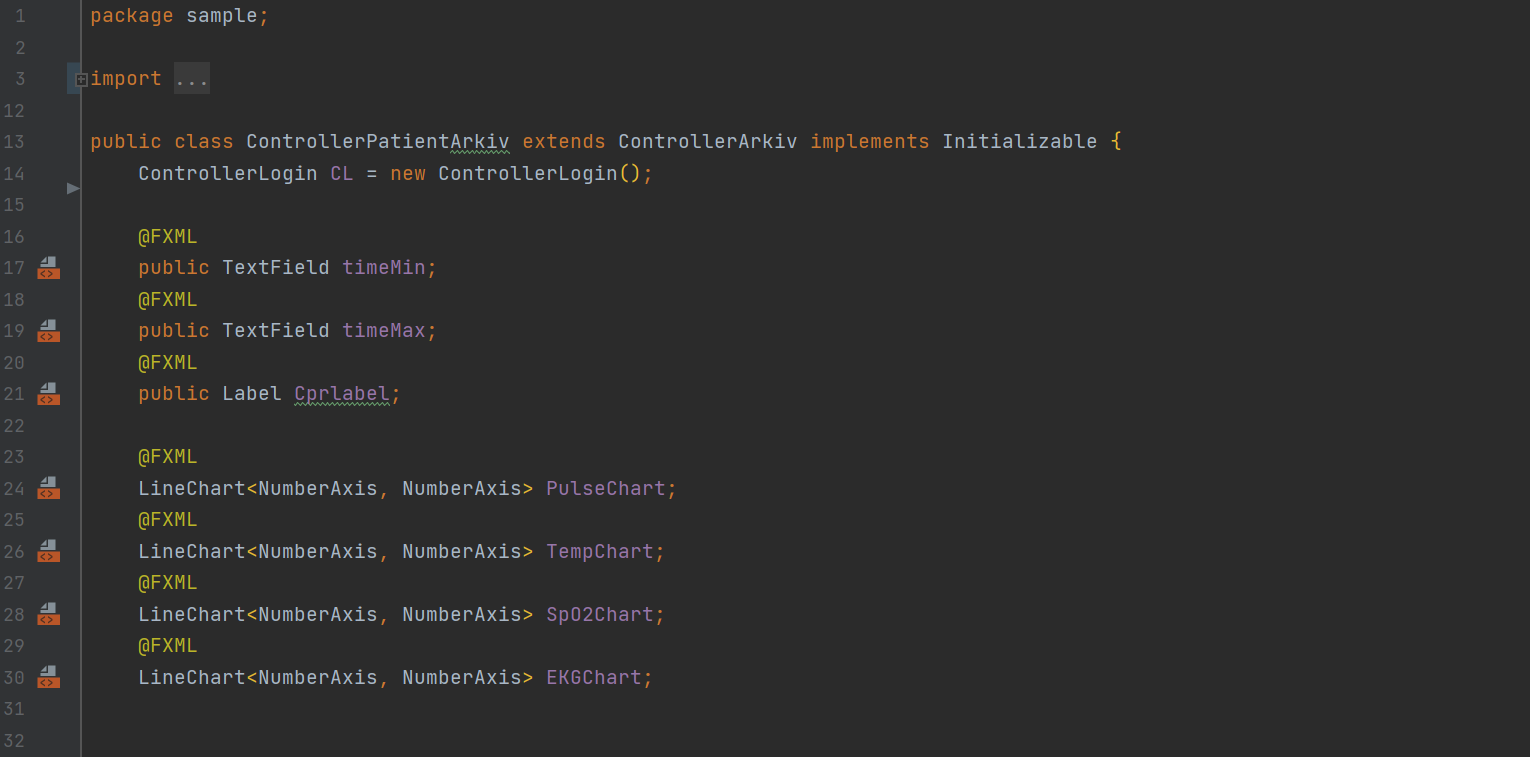 1 package sample;
2
3 import ...
12
13 public class ControllerPatientArkiv extends ControllerArkiv implements Initializable {
14 ControllerLogin CL = new ControllerLogin();
15
16 @FXML
17 <> public TextField timeMin;
18 @FXML
19 <> public TextField timeMax;
20 @FXML
21 <> public Label Cprlabel;
22
23 @FXML
24 <> LineChart<NumberAxis, NumberAxis> PulseChart;
25 @FXML
26 <> LineChart<NumberAxis, NumberAxis> TempChart;
27 @FXML
28 <> LineChart<NumberAxis, NumberAxis> SpO2Chart;
29 @FXML
30 <> LineChart<NumberAxis, NumberAxis> EKGChart;
31
32